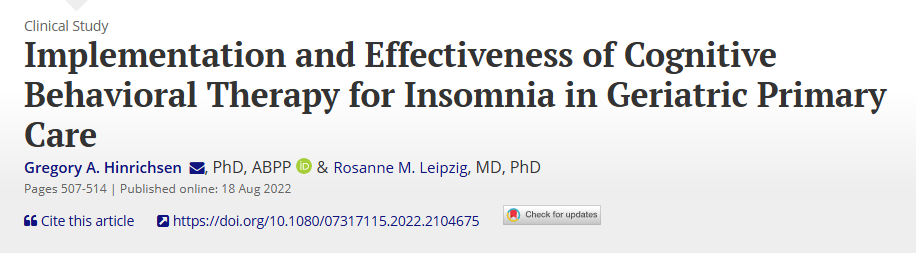 Clinical Study
Implementation and Effectiveness of Cognitive
Behavioral Therapy for Insomnia in Geriatric Primary
Care
Gregory A. Hinrichsen, PhD, ABPP iD & Rosanne M. Leipzig, MD, PhD
Pages 507-514 | Published online: 18 Aug 2022
Cite this article https://doi.org/10.1080/07317115.2022.2104675 Check for updates